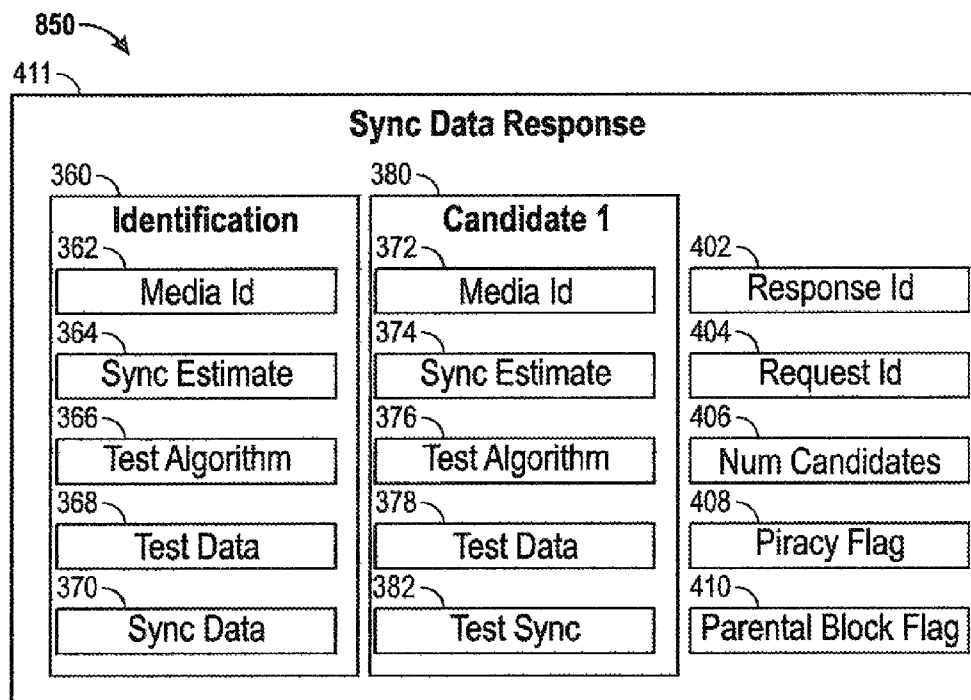 850
411
Sync Data Response
360
380
Identification
Candidate 1
362
372
402
Media Id
Media Id
Response Id
364
374
404
Sync Estimate
Sync Estimate
Request Id
366
376
406
Test Algorithm
Test Algorithm
Num Candidates
368
378
408
Test Data
Test Data
Piracy Flag
370
382
410
Sync Data
Test Sync
Parental Block Flag